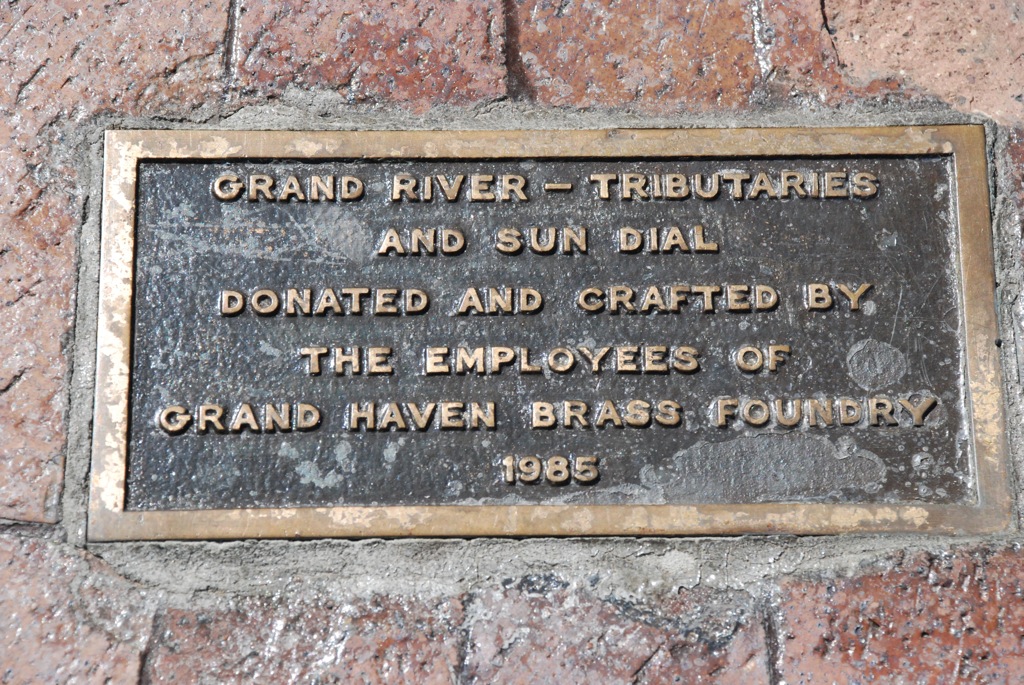 GRAND RIVER – TRIBUTARIES
AND SUN DIAL
DONATED AND CRAFTED BY
THE EMPLOYEES OF
GRAND HAVEN BRASS FOUNDRY
1985